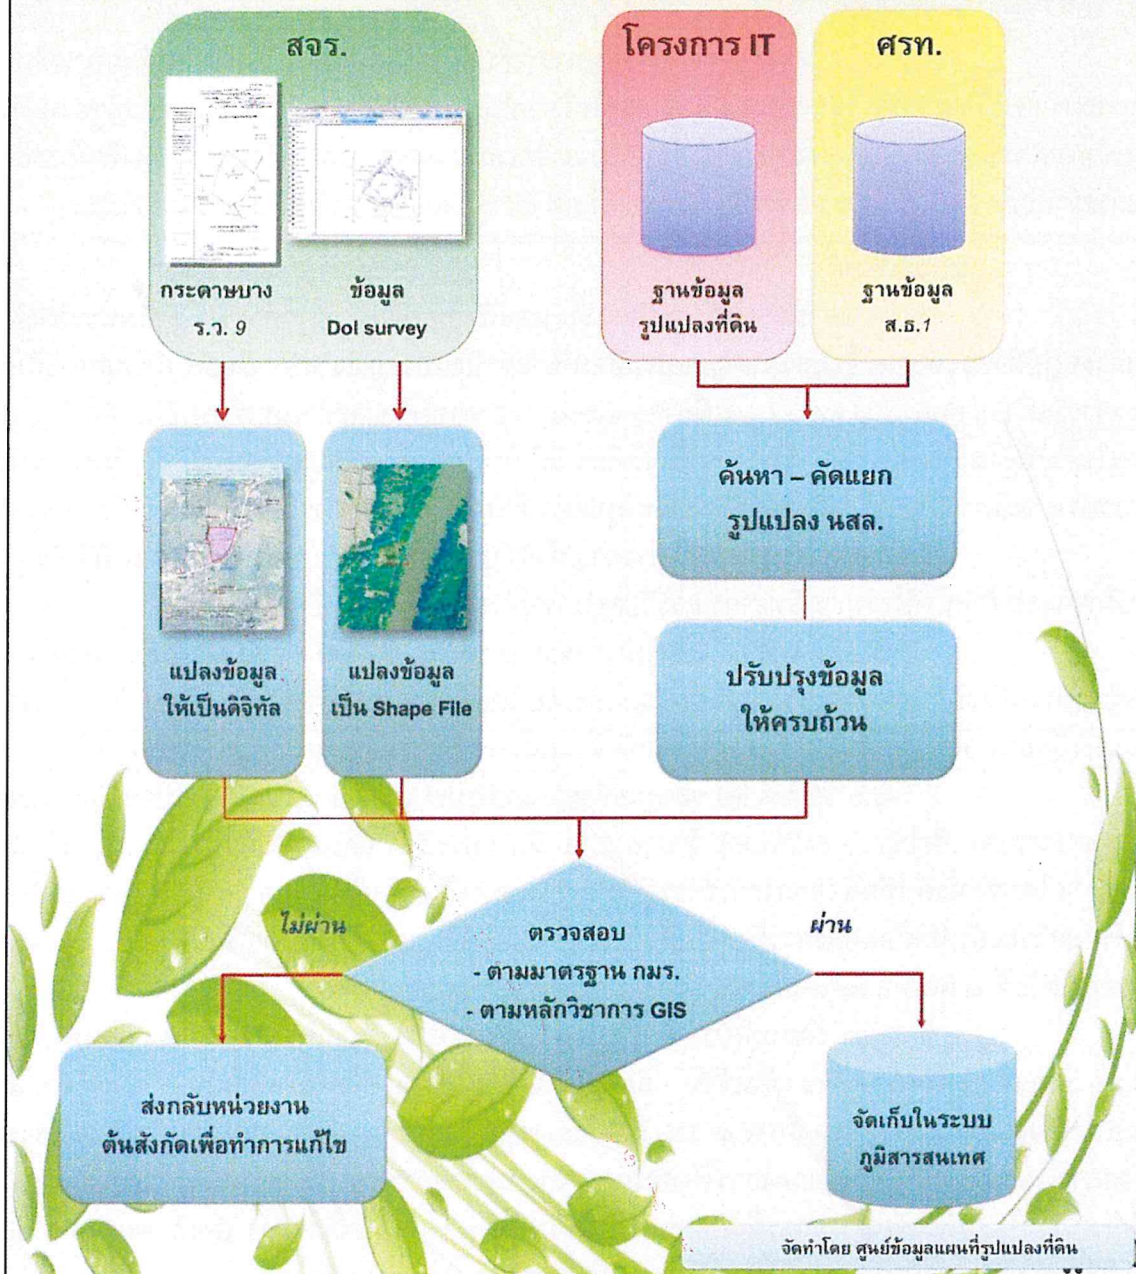 สจร.
โครงการ IT
ศรท.
กระดาษบาง
ร.ว. 9
ข้อมูล
Dol survey
ฐานข้อมูล
รูปแปลงที่ดิน
ฐานข้อมูล
ส.ธ.1
ค้นหา – คัดแยก
รูปแปลง นสล.
แปลงข้อมูล
ให้เป็นดิจิทัล
แปลงข้อมูล
เป็น Shape File
ปรับปรุงข้อมูล
ให้ครบถ้วน
ไม่ผ่าน
ตรวจสอบ
- ตามมาตรฐาน กมร.
- ตามหลักวิชาการ GIS
ผ่าน
ส่งกลับหน่วยงาน
ต้นสังกัดเพื่อทำการแก้ไข
จัดเก็บในระบบ
ภูมิสารสนเทศ
จัดทำโดย ศูนย์ข้อมูลแผนที่รูปแปลงที่ดิน